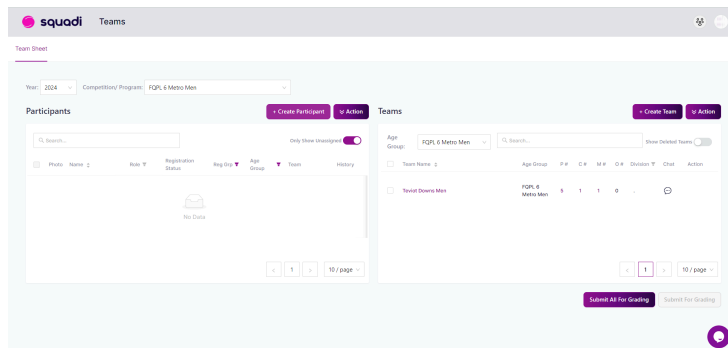 squadi Teams
Team Sheet
Year: 2024 Competition/ Program: FQPL 6 Metro Men
Participants + Create Participant Action
Search... Only Show Unassigned
Photo Name Role Registration Status Reg Grp Age Group Team History
No Data
< 1 > 10 / page
Teams + Create Team Action
Age Group: FQPL 6 Metro Men Search... Show Deleted Teams
Team Name Age Group P # C # M # O # Division Chat Action
Teviot Downs Men FQPL 6 Metro Men 5 1 1 0 .
< 1 > 10 / page
Submit All For Grading Submit For Grading